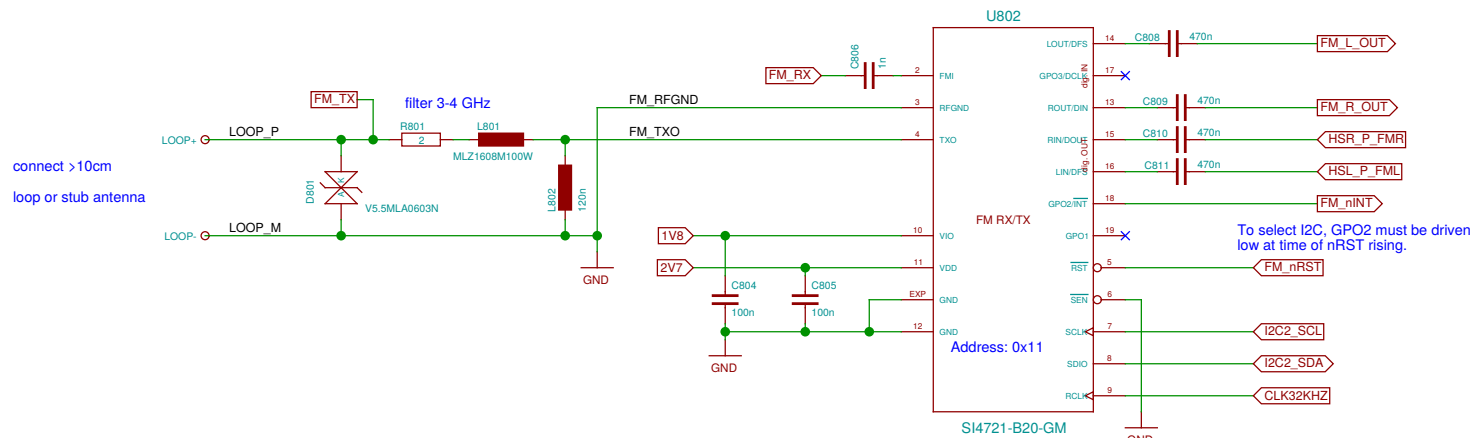 U802
C806
1n
FM_RX
2
FMI
LOUT/DFS
14
C808
470n
FM_L_OUT
GPO3/DCLK
17
dig. IN
FM_TX
filter 3-4 GHz
FM_RFGND
3
RFGND
ROUT/DIN
13
C809
470n
FM_R_OUT
LOOP+
LOOP_P
R801
2
L801
MLZ1608M100W
FM_TXO
4
TXO
RIN/DOUT
15
C810
470n
HSR_P_FMR
dig. OUT
connect >10cm
loop or stub antenna
D801
A
K
V5.5MLA0603N
L802
120n
LIN/DFS
16
C811
470n
HSL_P_FML
GPO2/INT
18
FM_nINT
FM RX/TX
LOOP-
LOOP_M
1V8
10
VIO
GPO1
19
To select I2C, GPO2 must be driven
low at time of nRST rising.
GND
2V7
11
VDD
RST
5
FM_nRST
C804
100n
C805
100n
EXP
GND
SEN
6
12
GND
SCLK
7
I2C2_SCL
Address: 0x11
GND
SDIO
8
I2C2_SDA
RCLK
9
CLK32KHZ
SI4721-B20-GM
GND